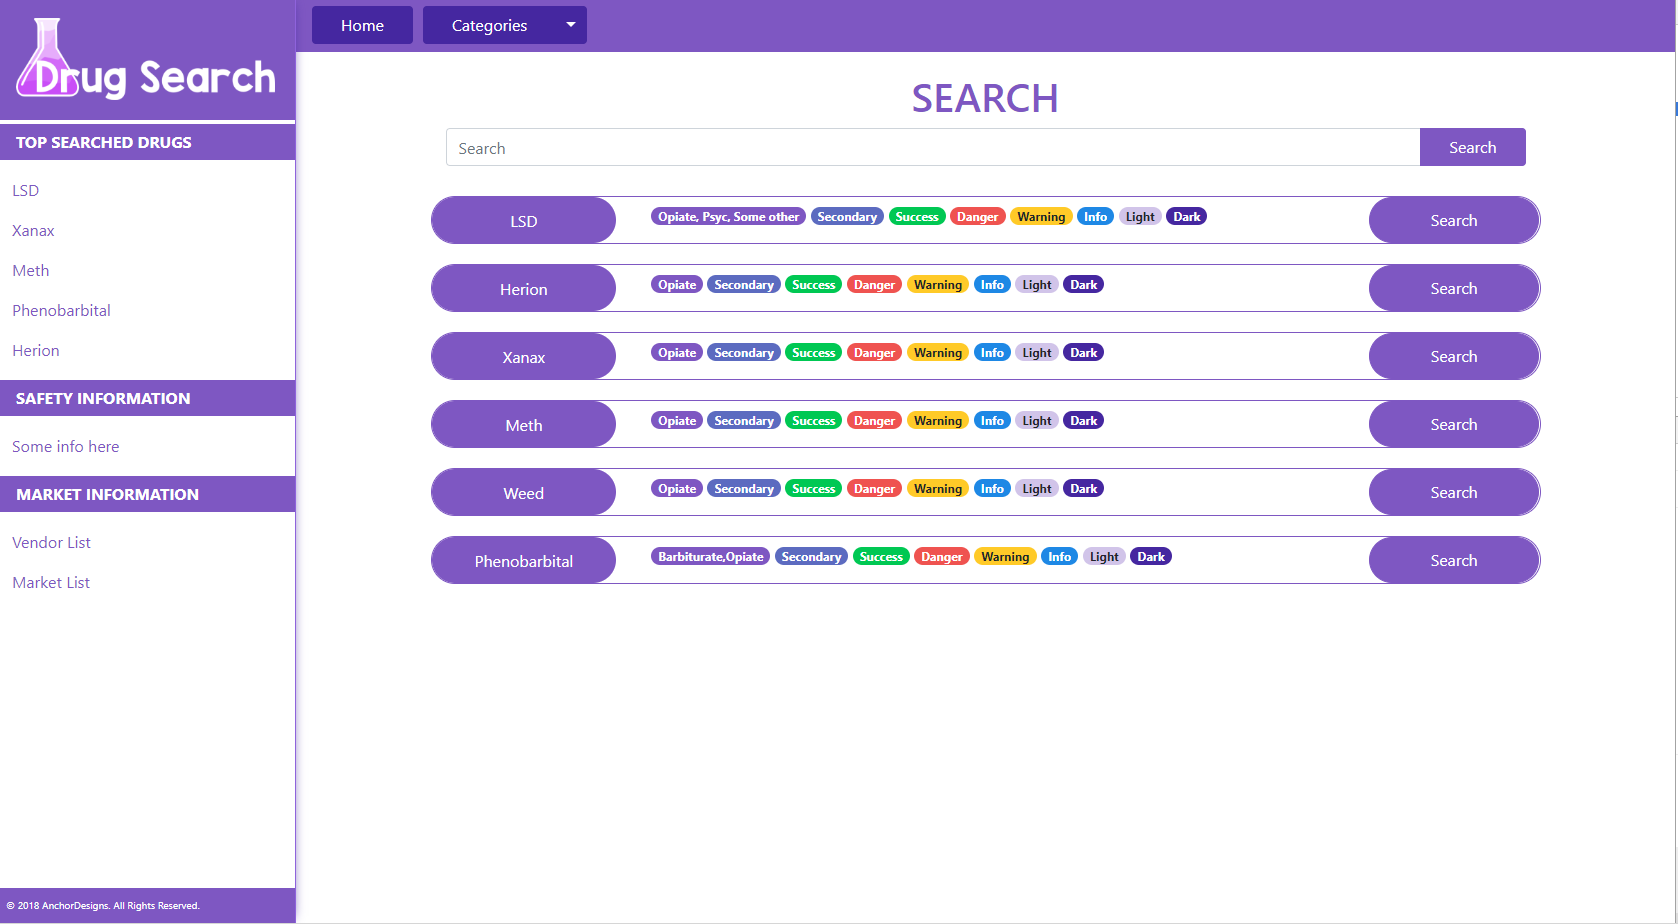 Drug Search
TOP SEARCHED DRUGS
LSD
Xanax
Meth
Phenobarbital
Herion
SAFETY INFORMATION
Some info here
MARKET INFORMATION
Vendor List
Market List
© 2018 AnchorDesigns. All Rights Reserved.
Home Categories
SEARCH
Search Search
LSD Opiate, Psyc, Some other Secondary Success Danger Warning Info Light Dark Search
Herion Opiate Secondary Success Danger Warning Info Light Dark Search
Xanax Opiate Secondary Success Danger Warning Info Light Dark Search
Meth Opiate Secondary Success Danger Warning Info Light Dark Search
Weed Opiate Secondary Success Danger Warning Info Light Dark Search
Phenobarbital Barbiturate,Opiate Secondary Success Danger Warning Info Light Dark Search